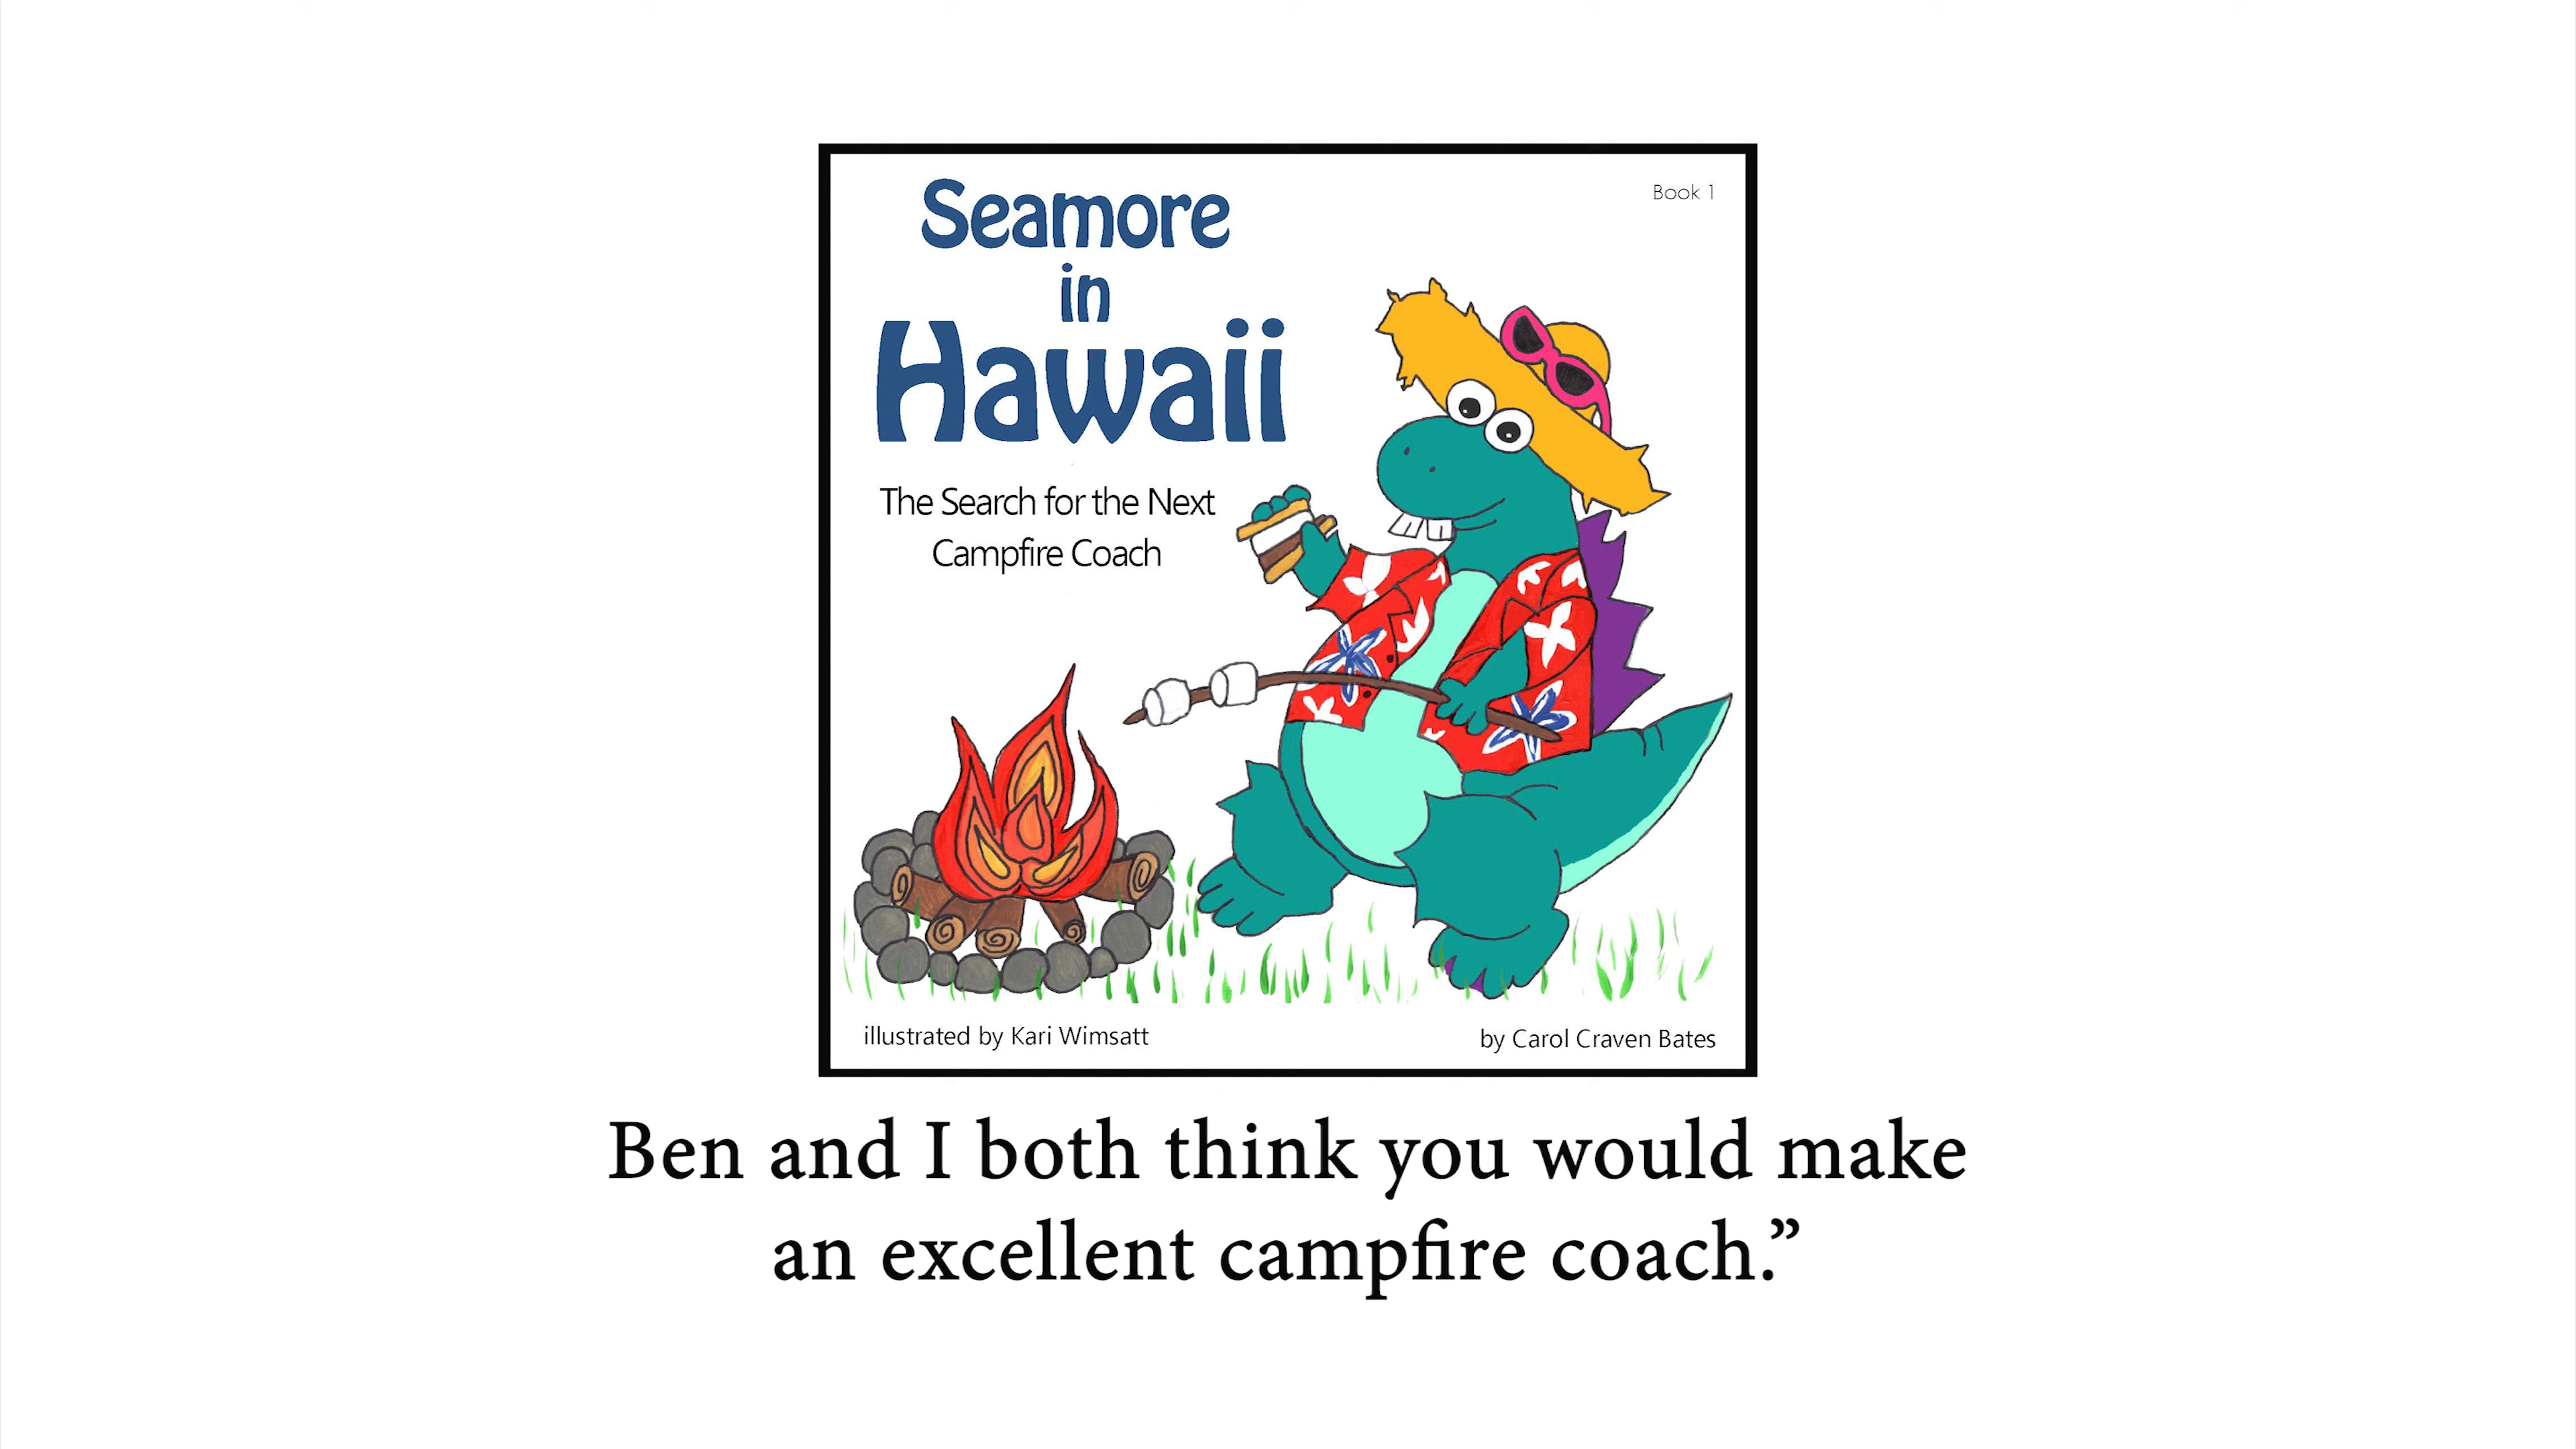 Seamore
in
Hawaii
Book 1
The Search for the Next
Campfire Coach
illustrated by Kari Wimsatt
by Carol Craven Bates
Ben and I both think you would make
an excellent campfire coach.”